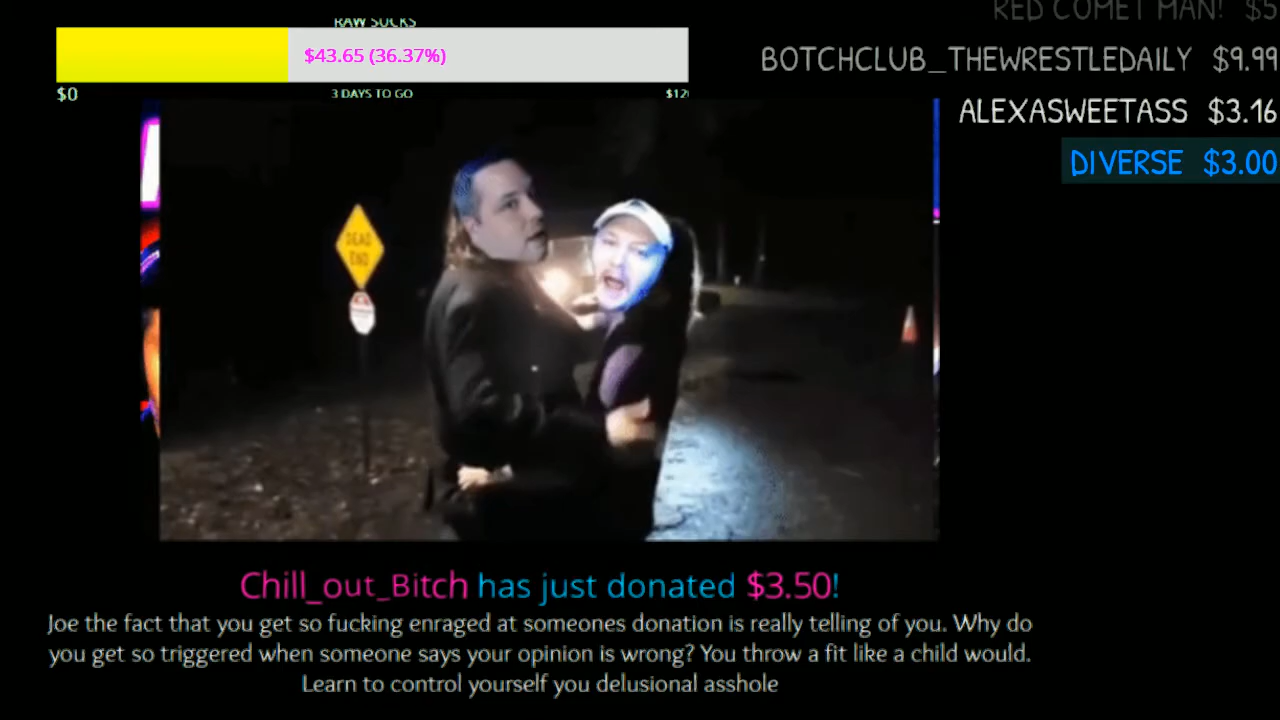 RAW SUCKS
RED COMET MAN! $5
$43.65 (36.37%)
BOTCHCLUB_THEWRESTLEDAILY $9.99
$0
3 DAYS TO GO
ALEXASWEETASS $3.16
DIVERSE $3.00
DEAD
END
Chill_out_Bitch has just donated $3.50!
Joe the fact that you get so fucking enraged at someones donation is really telling of you. Why do
you get so triggered when someone says your opinion is wrong? You throw a fit like a child would.
Learn to control yourself you delusional asshole